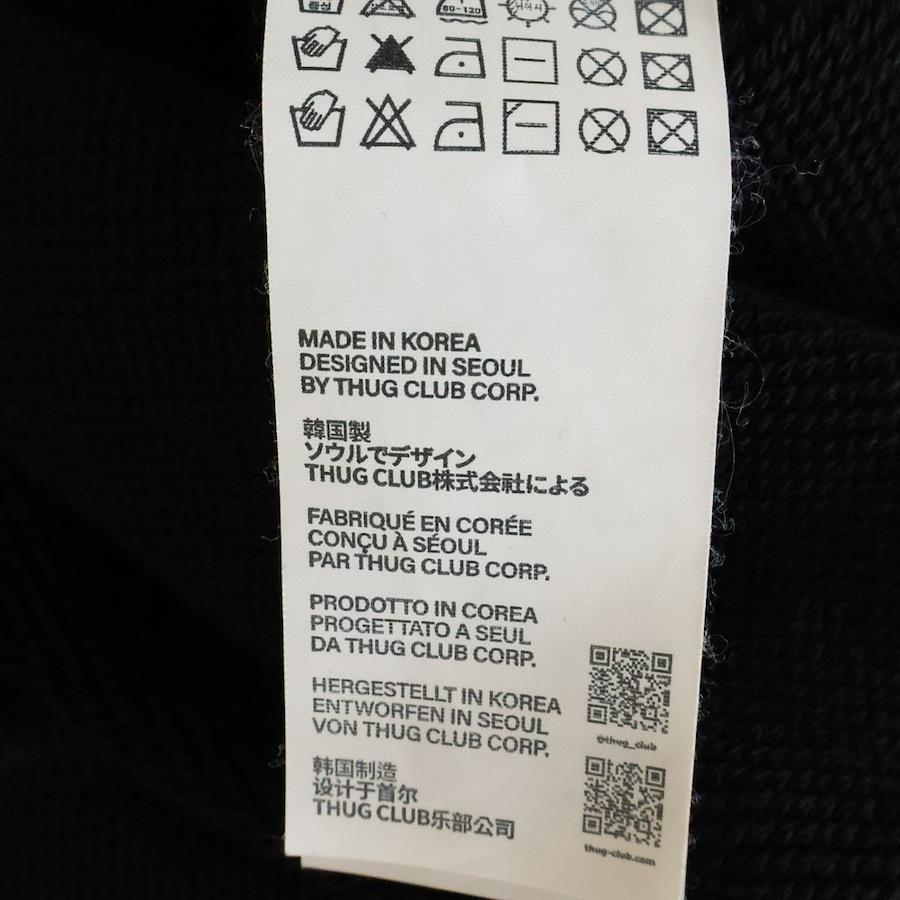 80-120
MADE IN KOREA
DESIGNED IN SEOUL
BY THUG CLUB CORP.
韓国製
ソウルでデザイン
THUG CLUB株式会社による
FABRIQUÉ EN CORÉE
CONÇU À SÉOUL
PAR THUG CLUB CORP.
PRODOTTO IN COREA
PROGETTATO A SEUL
DA THUG CLUB CORP.
HERGESTELLT IN KOREA
ENTWORFEN IN SEOUL
VON THUG CLUB CORP.
@thug_club
韩国制造
设计于首尔
THUG CLUB乐部公司
thug-club.com